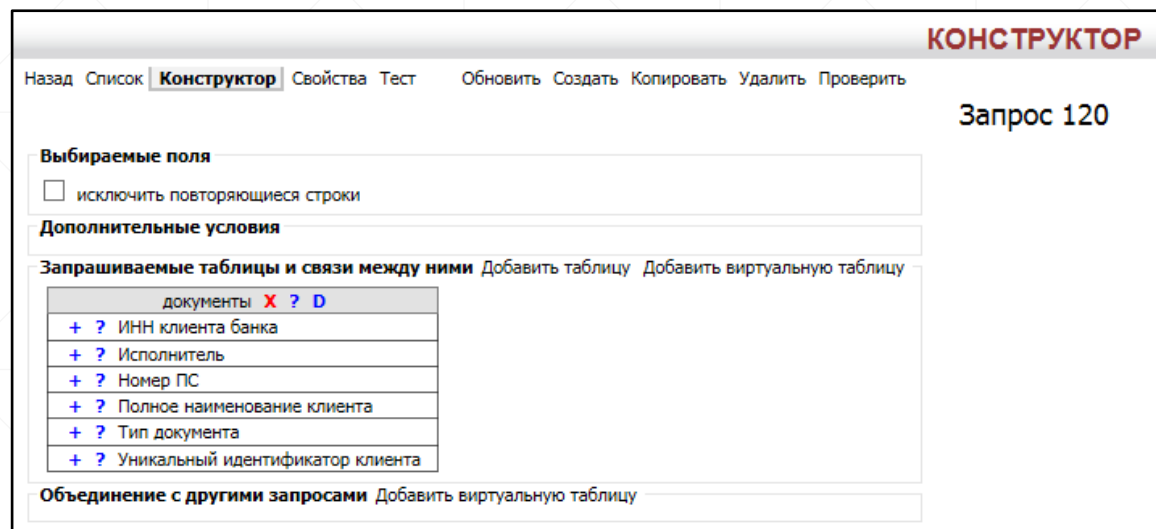 КОНСТРУКТОР
Назад Список Конструктор Свойства Тест Обновить Создать Копировать Удалить Проверить
Запрос 120
Выбираемые поля
исключить повторяющиеся строки
Дополнительные условия
Запрашиваемые таблицы и связи между ними Добавить таблицу Добавить виртуальную таблицу
документы X ? D
+ ? ИНН клиента банка
+ ? Исполнитель
+ ? Номер ПС
+ ? Полное наименование клиента
+ ? Тип документа
+ ? Уникальный идентификатор клиента
Объединение с другими запросами Добавить виртуальную таблицу